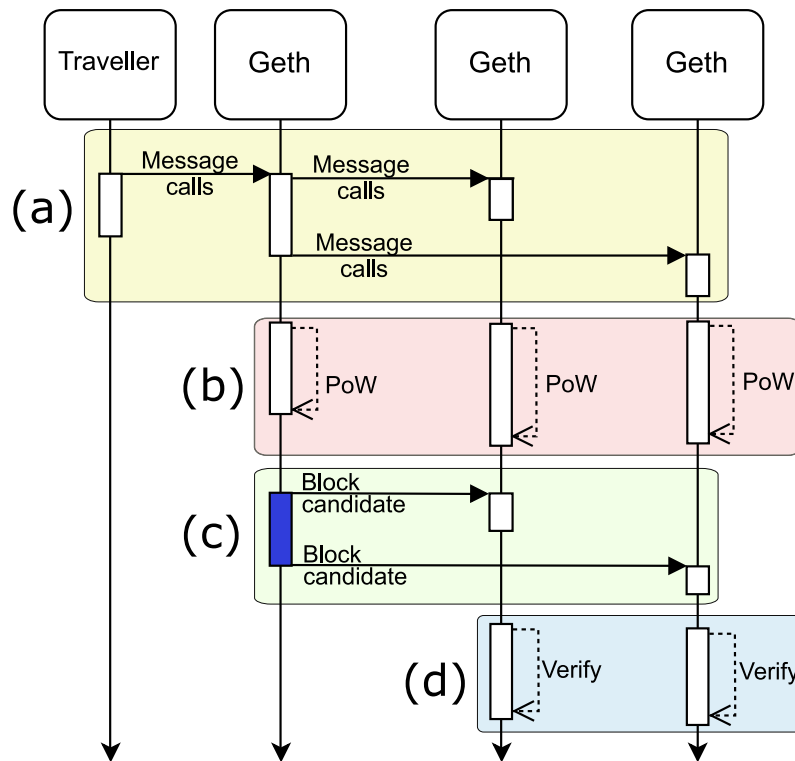 Traveller
Geth
Geth
Geth
(a)
Message
calls
Message
calls
Message
calls
(b)
PoW
PoW
PoW
(c)
Block
candidate
Block
candidate
(d)
Verify
Verify